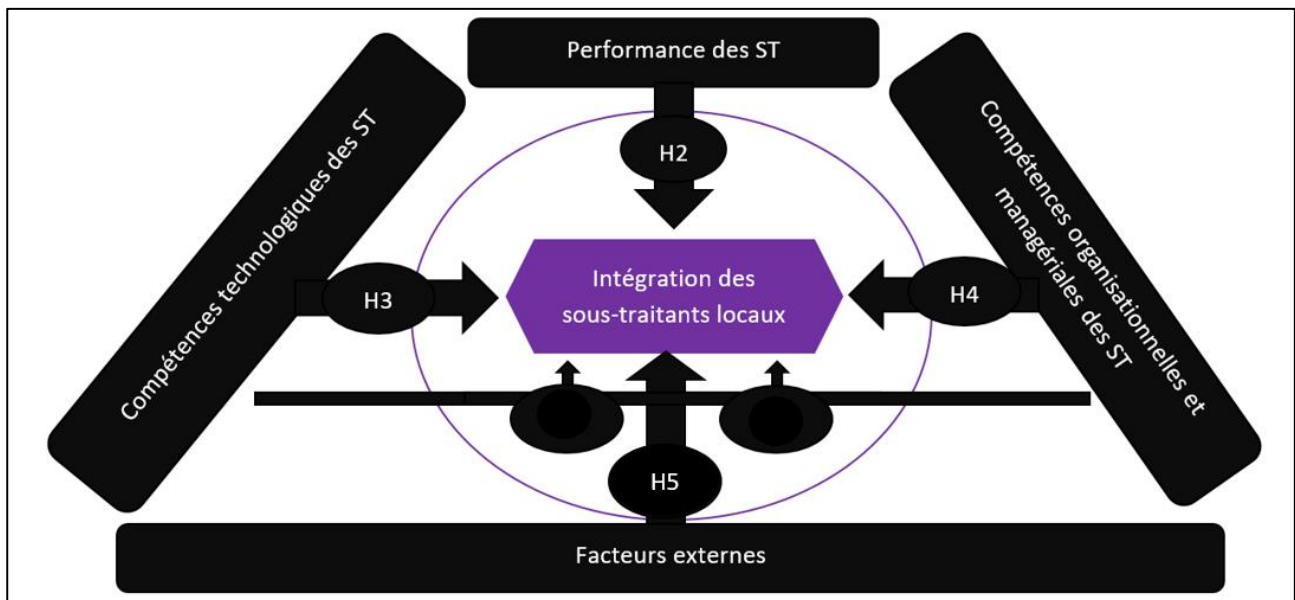 Performance des ST
Compétences technologiques des ST
Compétences organisationnelles et
managériales des ST
H2
Intégration des
sous-traitants locaux
H3
H4
H5
Facteurs externes